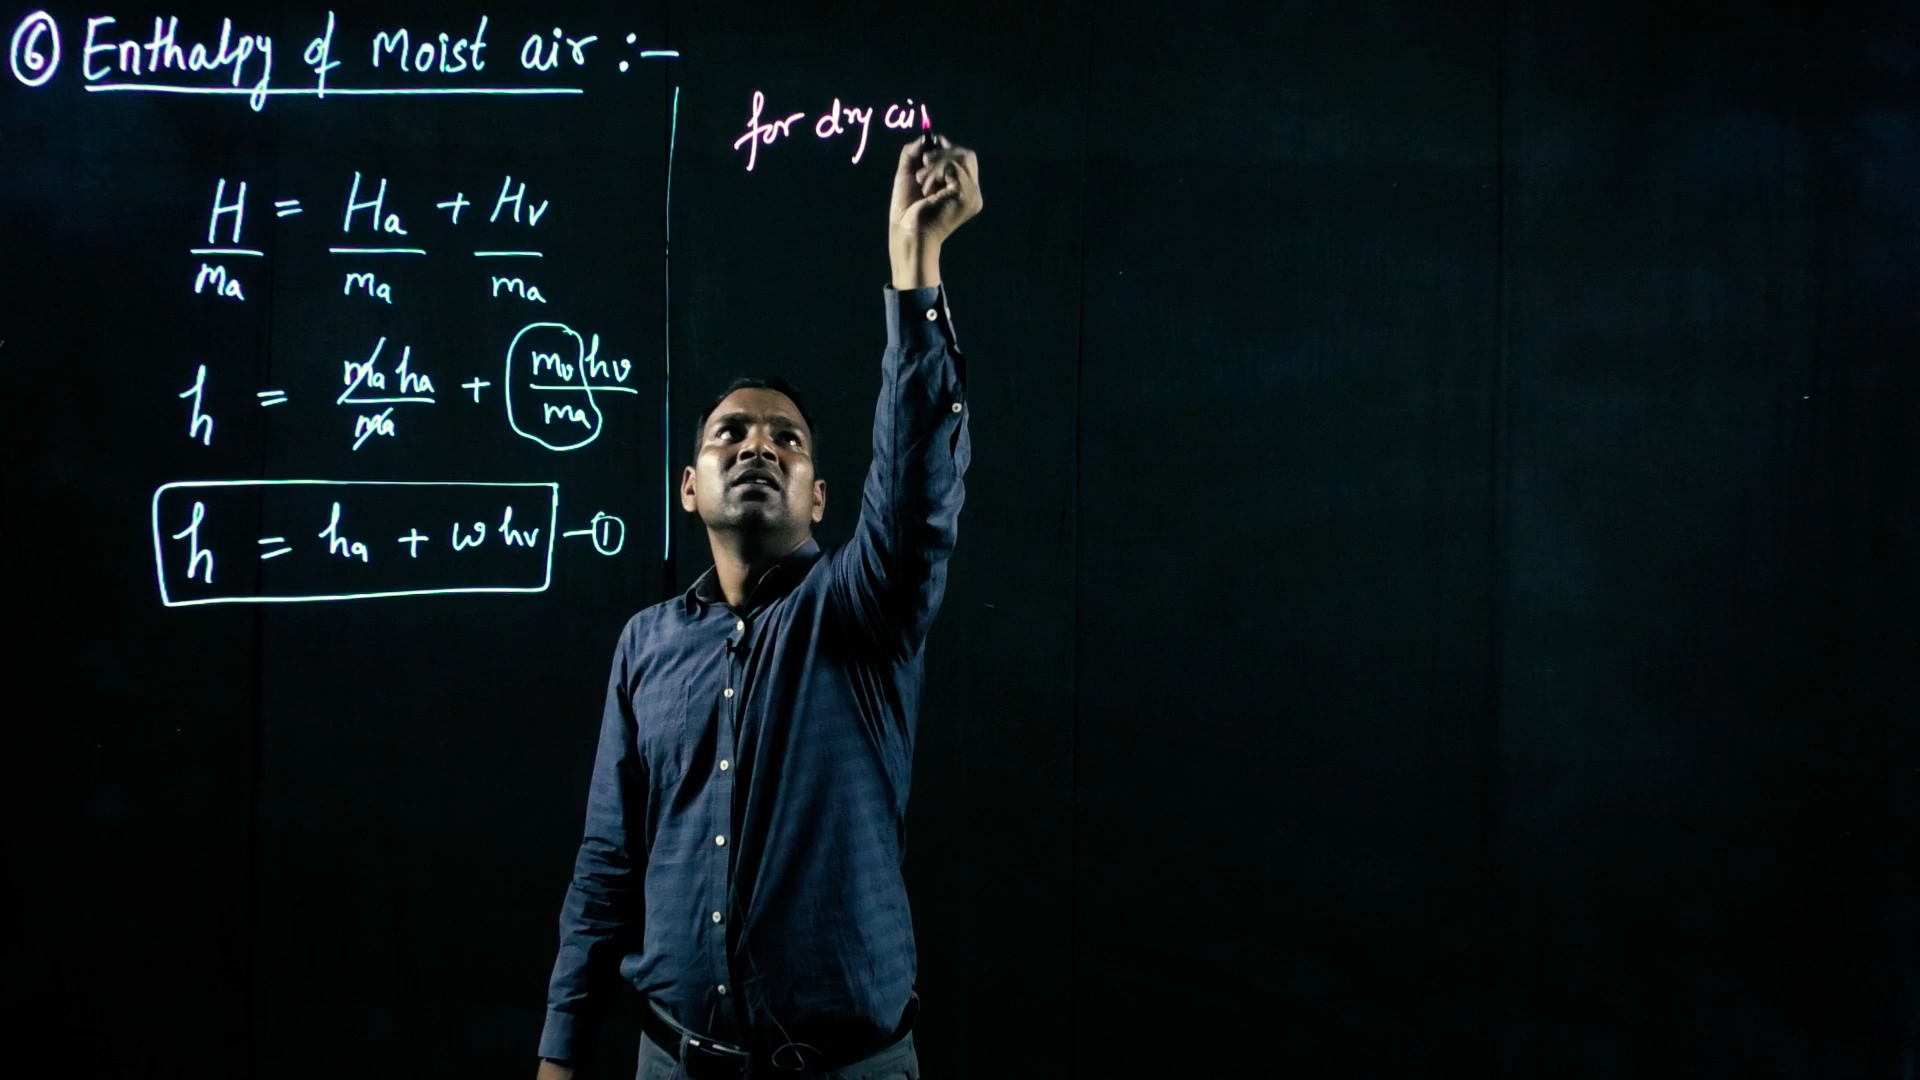 ⑥ Enthalpy of Moist air :-
H/ma = Ha/ma + Hv/ma
h = ma ha/ma + mv hv/ma
h = ha + ω hv -①
for dry ai